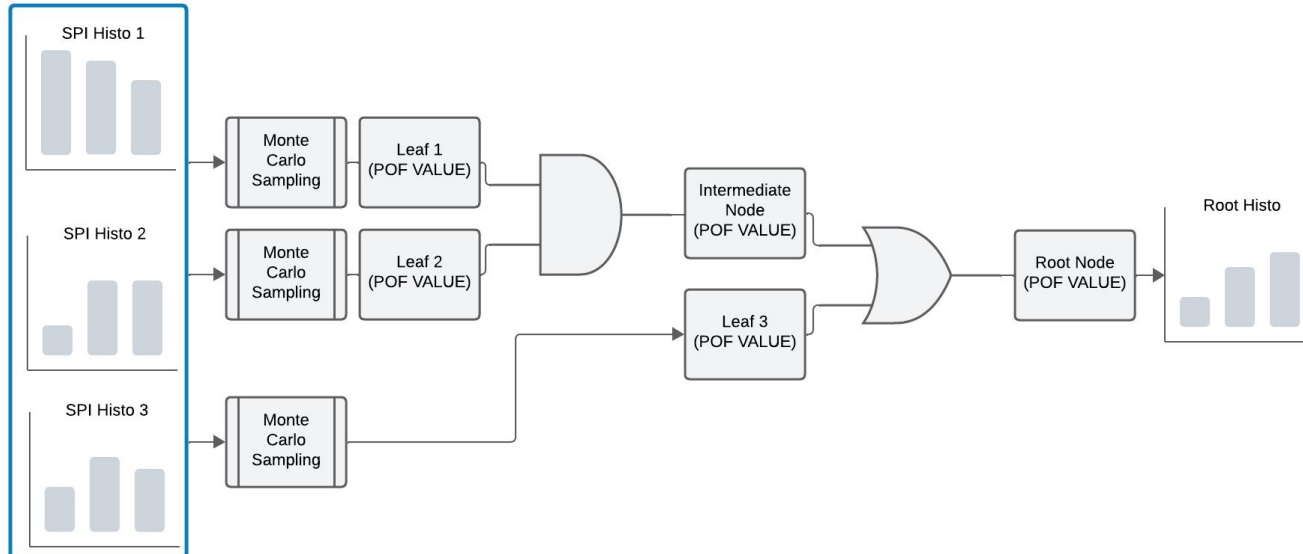 SPI Histo 1
Monte
Carlo
Sampling
Leaf 1
(POF VALUE)
SPI Histo 2
Monte
Carlo
Sampling
Leaf 2
(POF VALUE)
Intermediate
Node
(POF VALUE)
Leaf 3
(POF VALUE)
Root Node
(POF VALUE)
Root Histo
SPI Histo 3
Monte
Carlo
Sampling